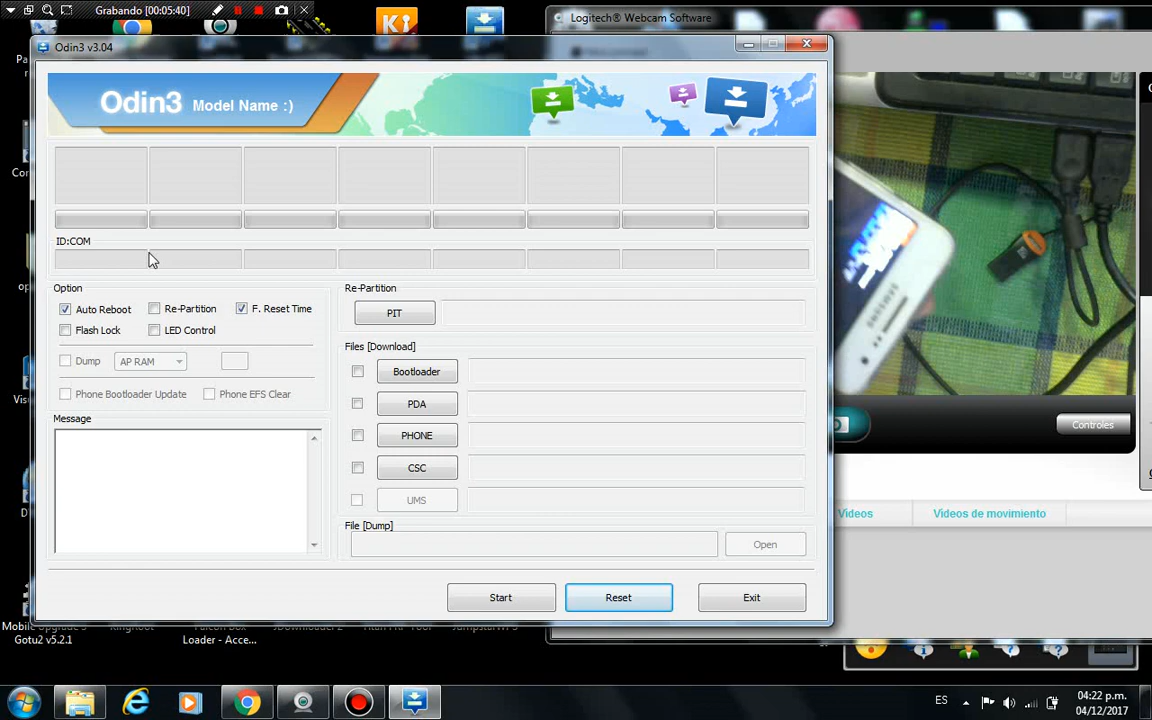 Grabando [00:05:40]
Logitech® Webcam Software
Odin3 v3.04
Odin3 Model Name :)
ID:COM
Option
Auto Reboot
Re-Partition
F. Reset Time
Flash Lock
LED Control
Dump
AP RAM
Phone Bootloader Update
Phone EFS Clear
Message
Re-Partition
PIT
Files [Download]
Bootloader
PDA
PHONE
CSC
UMS
File [Dump]
Open
Start
Reset
Exit
SAMSUNG
Controles
Videos
Videos de movimiento
Gotu2 v5.2.1
Loader - Acce...
ES
04:22 p.m.
04/12/2017